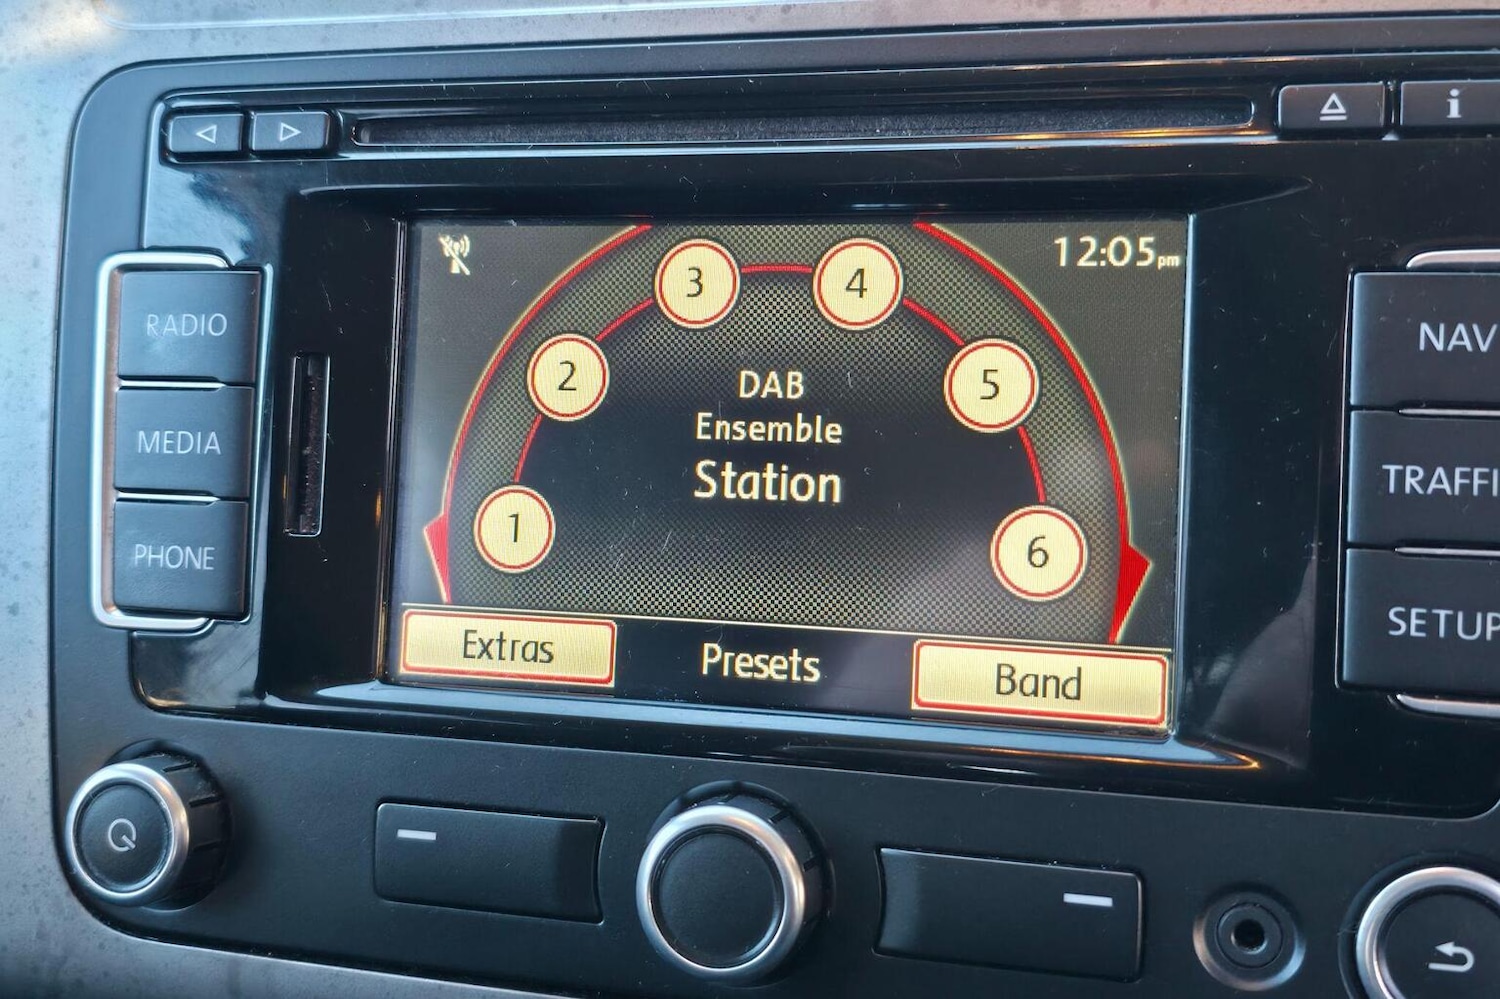 i
12:05pm
RADIO
MEDIA
PHONE
3
4
2
5
1
6
DAB
Ensemble
Station
Extras
Presets
Band
NAV
TRAFFI
SETUP